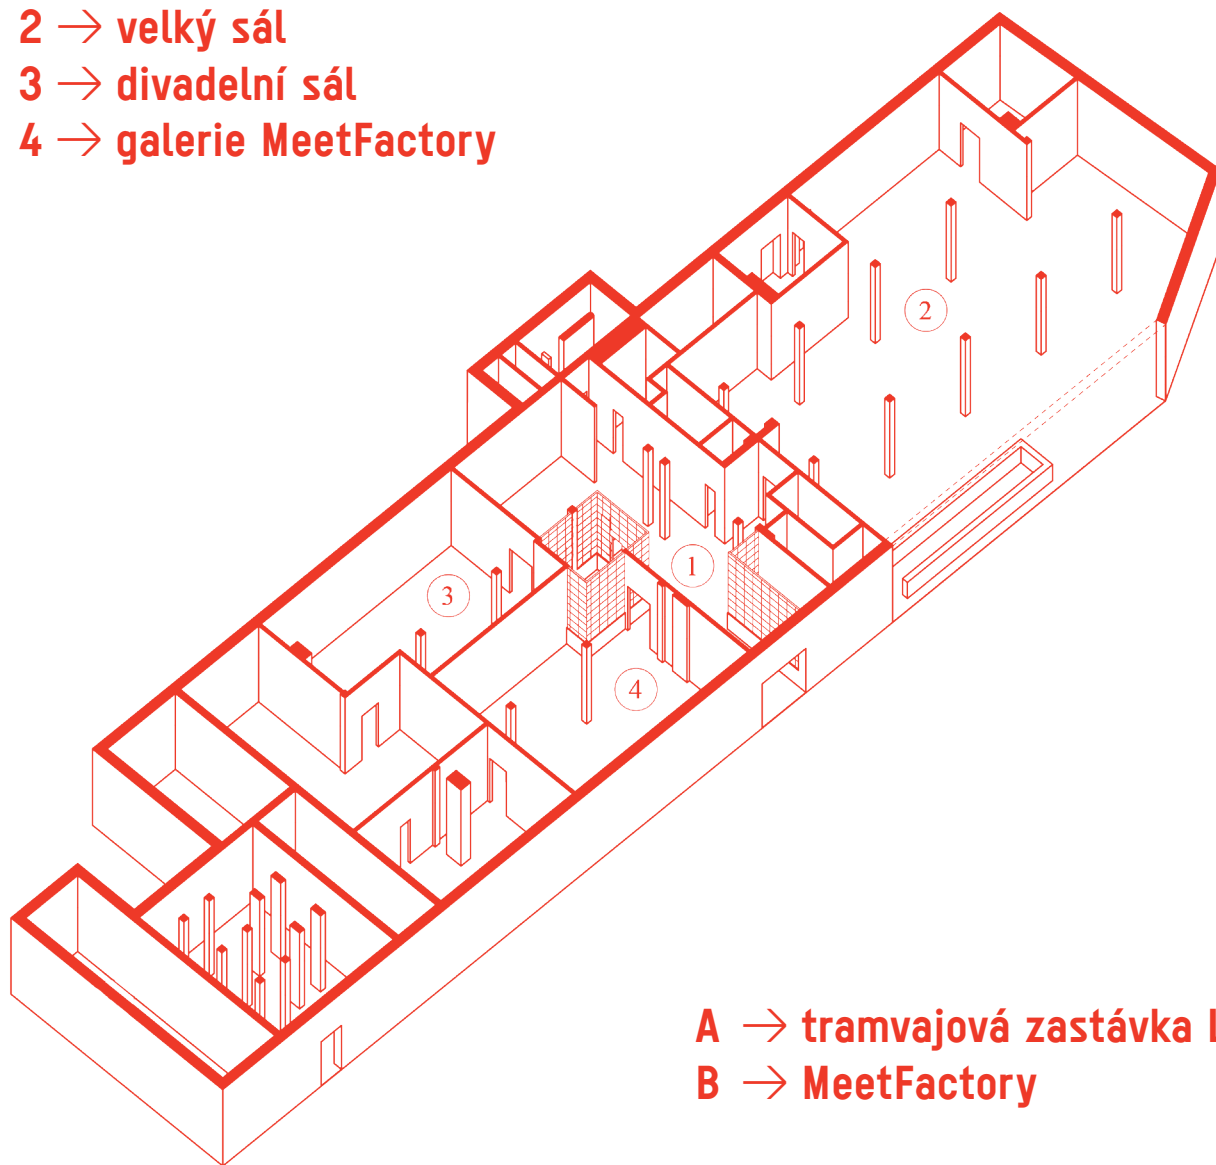 2 → velký sál
3 → divadelní sál
4 → galerie MeetFactory
2
1
3
4
A → tramvajová zastávka
B → MeetFactory